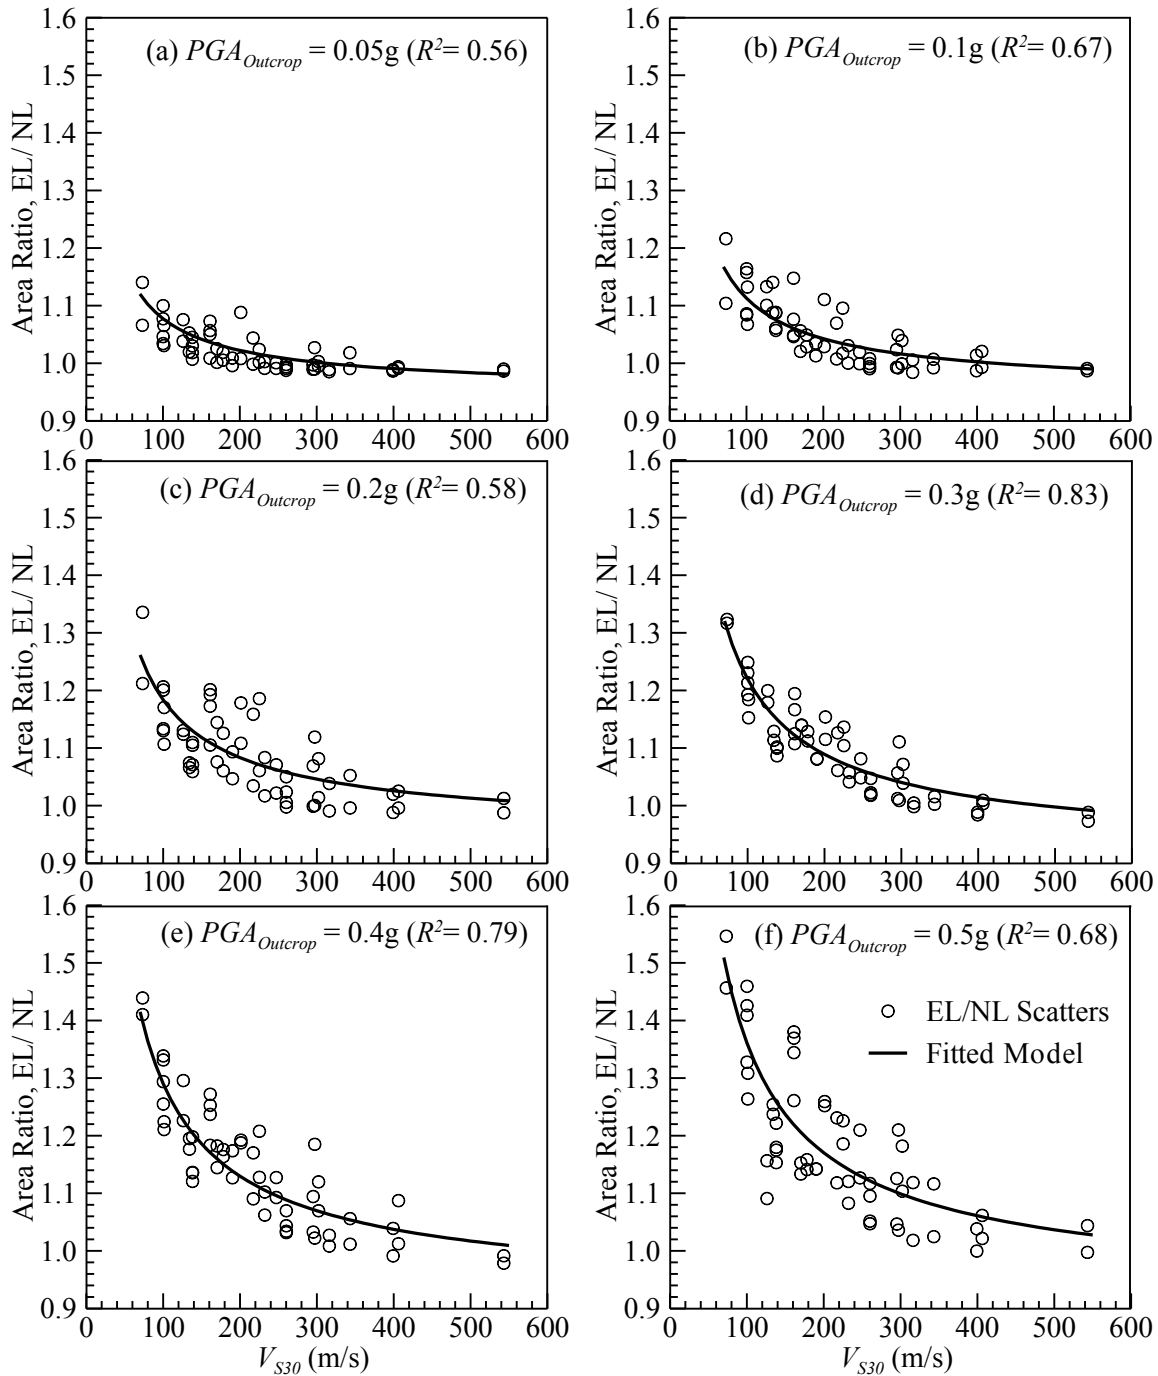 1.6
1.5
1.4
1.3
1.2
1.1
1.0
0.9
Area Ratio, EL/ NL
(a) PGA_Outcrop = 0.05g (R²= 0.56)
0 100 200 300 400 500 600
1.6
1.5
1.4
1.3
1.2
1.1
1.0
0.9
Area Ratio, EL/ NL
(b) PGA_Outcrop = 0.1g (R²= 0.67)
0 100 200 300 400 500 600
1.6
1.5
1.4
1.3
1.2
1.1
1.0
0.9
Area Ratio, EL/ NL
(c) PGA_Outcrop = 0.2g (R²= 0.58)
0 100 200 300 400 500 600
1.6
1.5
1.4
1.3
1.2
1.1
1.0
0.9
Area Ratio, EL/ NL
(d) PGA_Outcrop = 0.3g (R²= 0.83)
0 100 200 300 400 500 600
1.6
1.5
1.4
1.3
1.2
1.1
1.0
0.9
Area Ratio, EL/ NL
(e) PGA_Outcrop = 0.4g (R²= 0.79)
0 100 200 300 400 500 600
V_S30 (m/s)
1.6
1.5
1.4
1.3
1.2
1.1
1.0
0.9
Area Ratio, EL/ NL
(f) PGA_Outcrop = 0.5g (R²= 0.68)
EL/NL Scatters
Fitted Model
0 100 200 300 400 500 600
V_S30 (m/s)